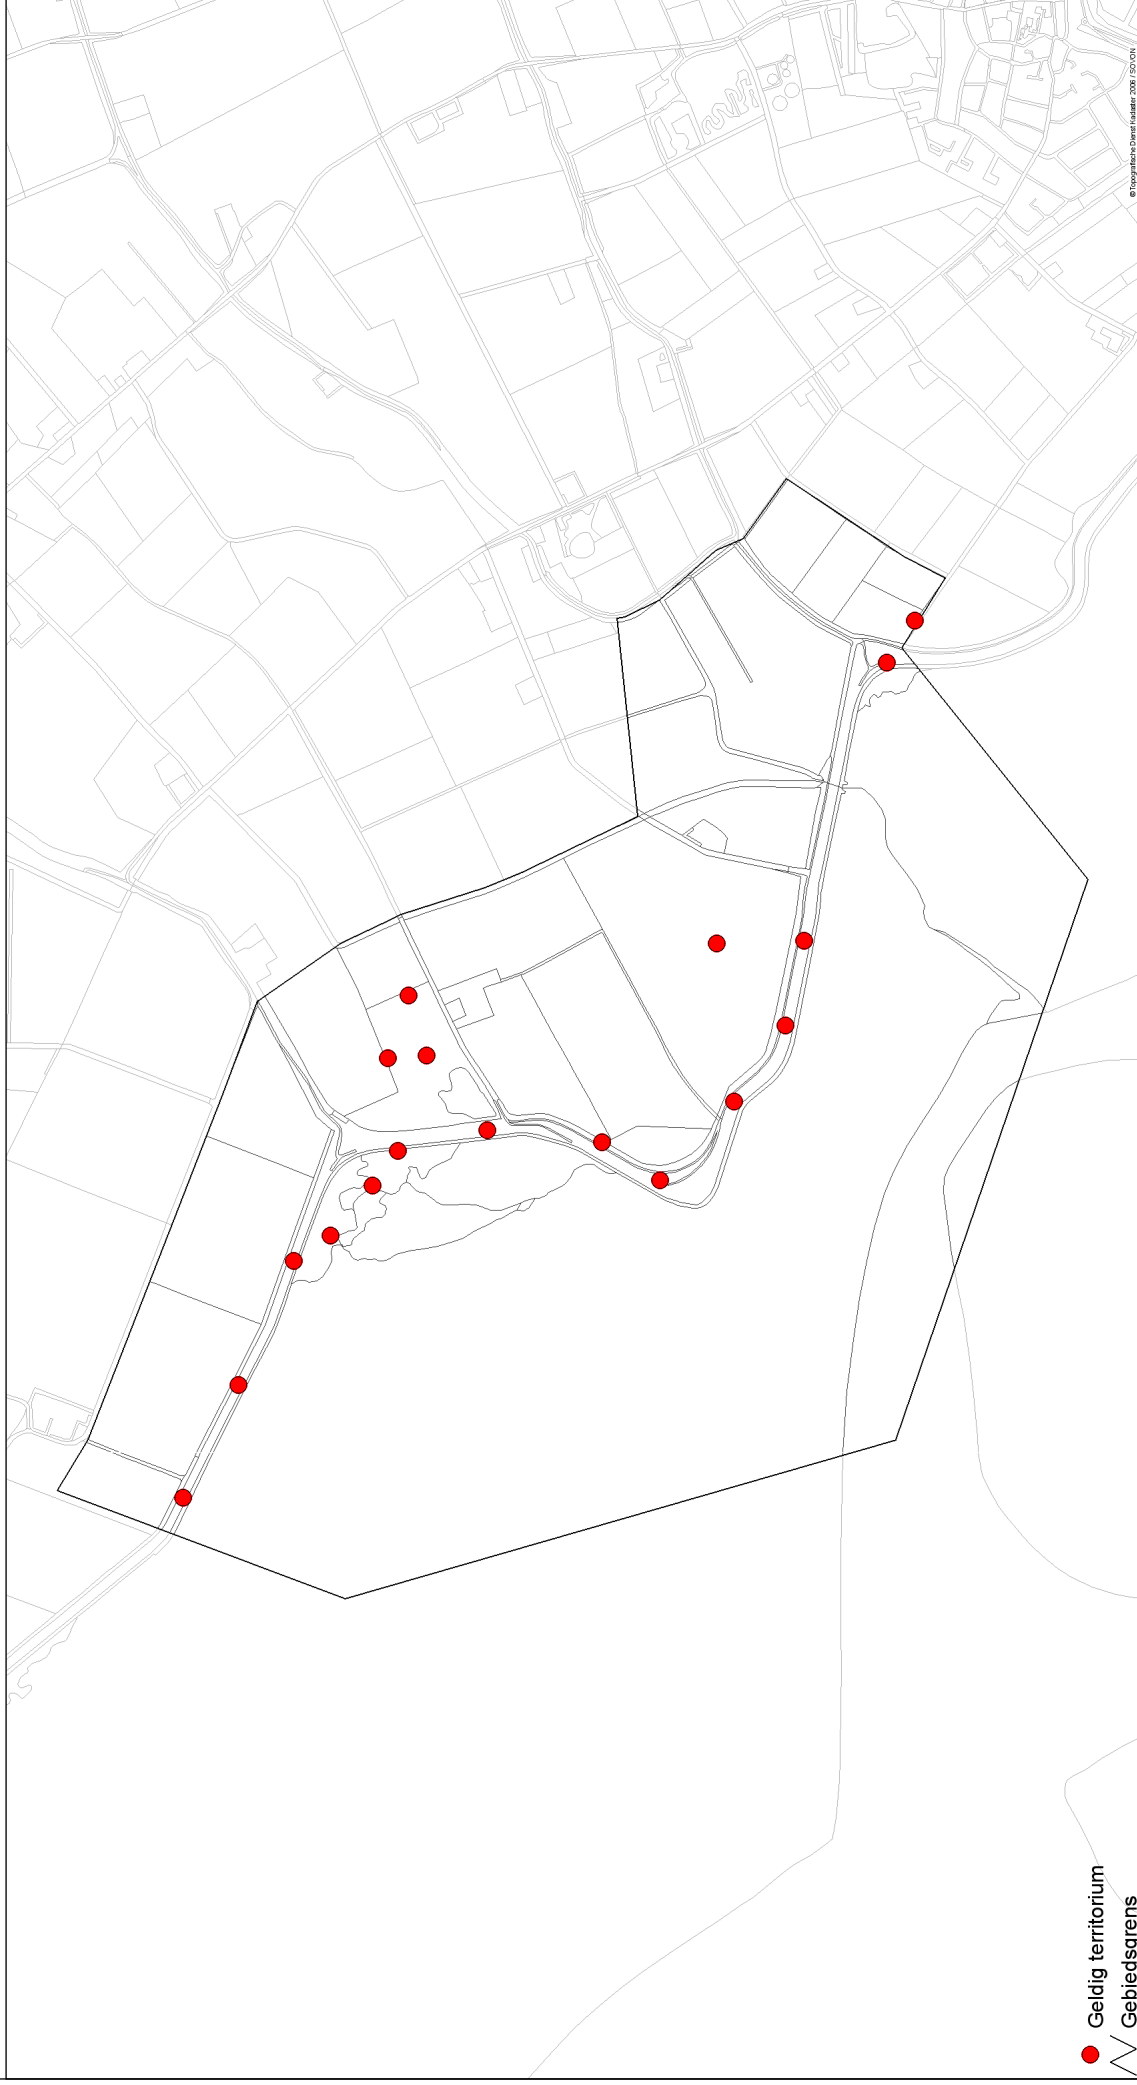 © Topografische Dienst Kadaster 2006 / SOVON
Geldig territorium
Gebiedsgrens